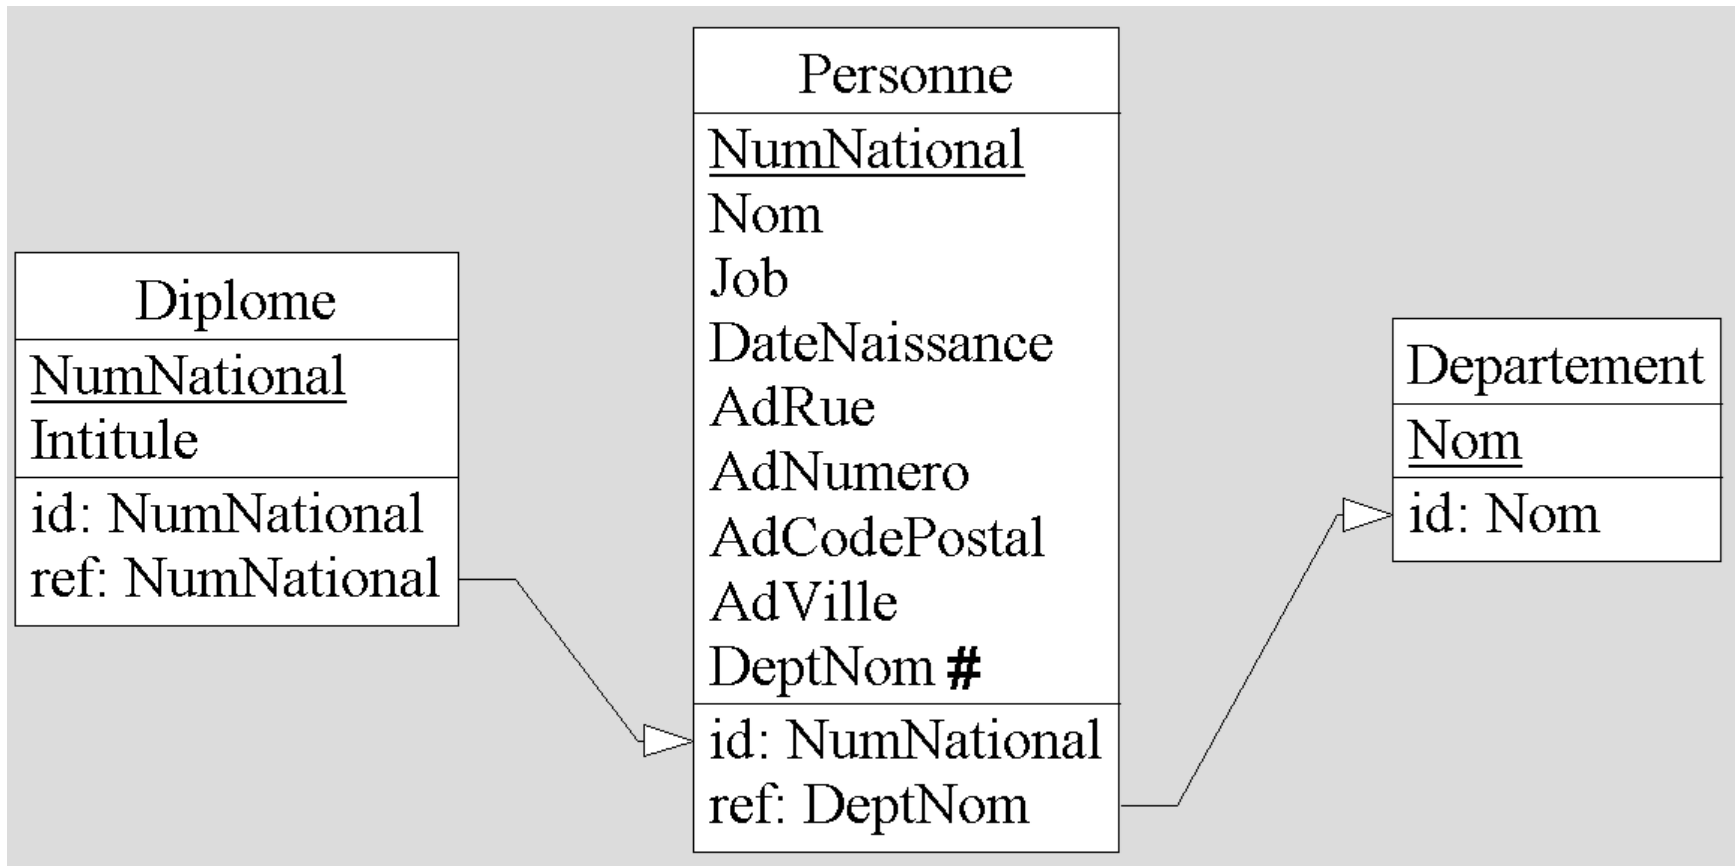 Diplome
NumNational
Intitule
id: NumNational
ref: NumNational
Personne
NumNational
Nom
Job
DateNaissance
AdRue
AdNumero
AdCodePostal
AdVille
DeptNom #
id: NumNational
ref: DeptNom
Departement
Nom
id: Nom